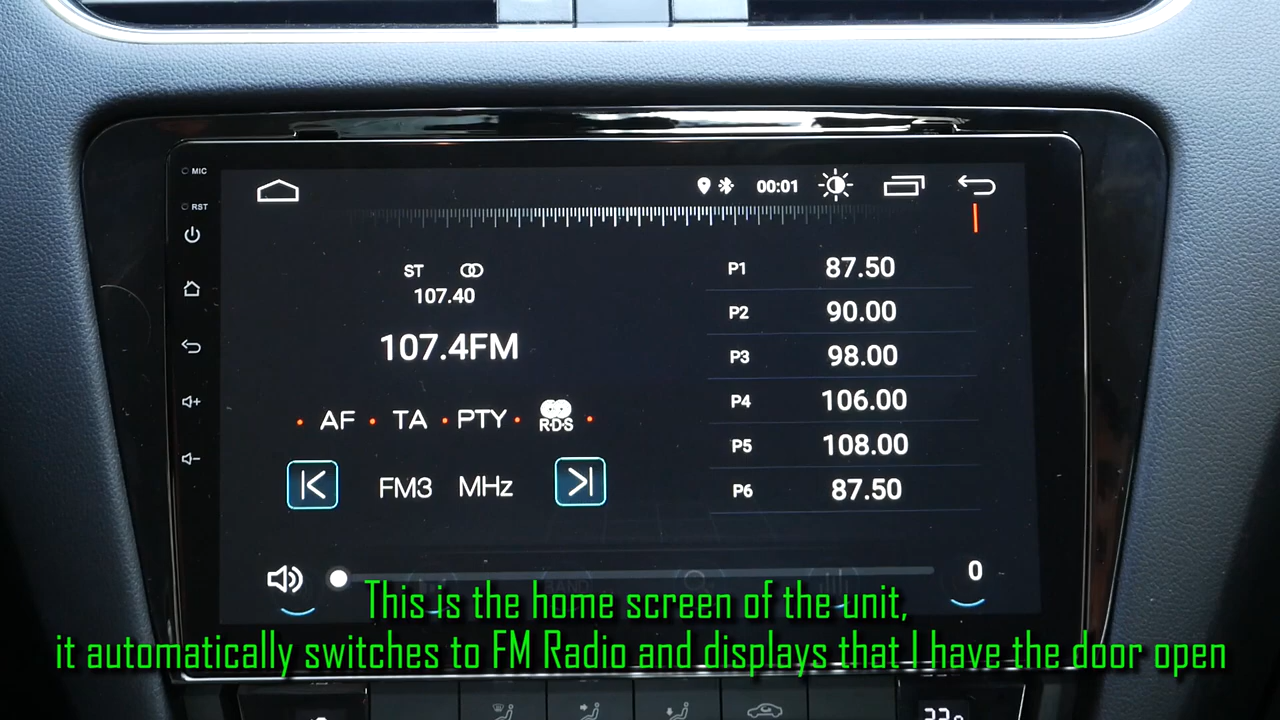 MIC
RST
00:01
ST
107.40
107.4FM
AF TA PTY R·D·S
FM3 MHz
P1 87.50
P2 90.00
P3 98.00
P4 106.00
P5 108.00
P6 87.50
0
This is the home screen of the unit,
it automatically switches to FM Radio and displays that I have the door open